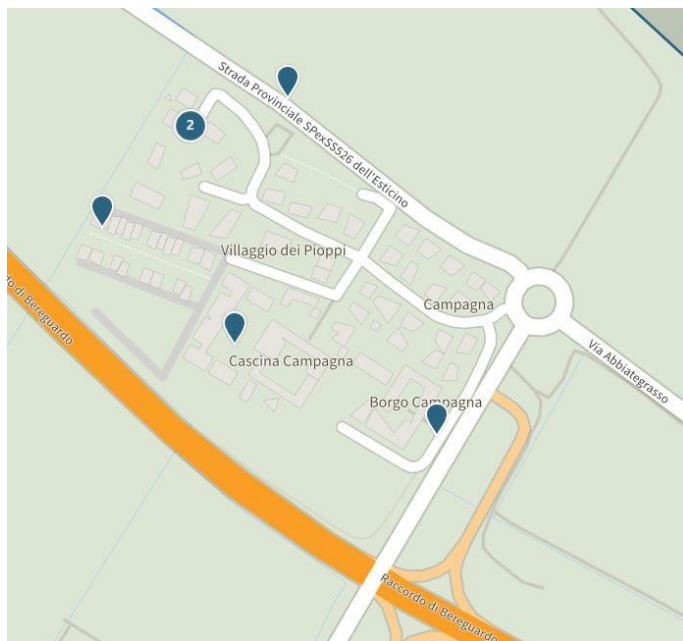 Strada Provinciale SPexSS526 dell'Esticino
2
Villaggio dei Pioppi
Campagna
do di Bereguardo
Cascina Campagna
Via Abbiategrasso
Borgo Campagna
Raccordo di Bereguardo